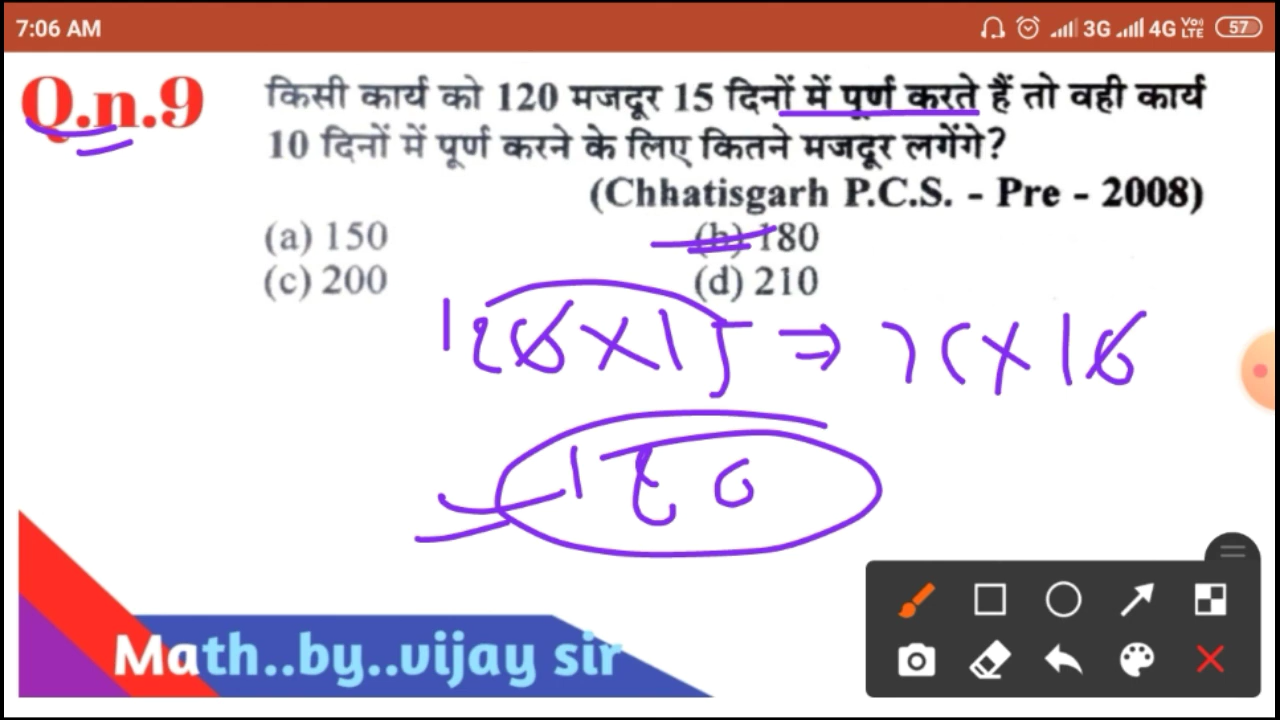 7:06 AM
3G 4G VoLTE 57
Q.n.9
किसी कार्य को 120 मजदूर 15 दिनों में पूर्ण करते हैं तो वही कार्य
10 दिनों में पूर्ण करने के लिए कितने मजदूर लगेंगे?
(Chhatisgarh P.C.S. - Pre - 2008)
(a) 150 (b) 180
(c) 200 (d) 210
120 × 15 ⇒ x × 10
180
Math..by..vijay sir